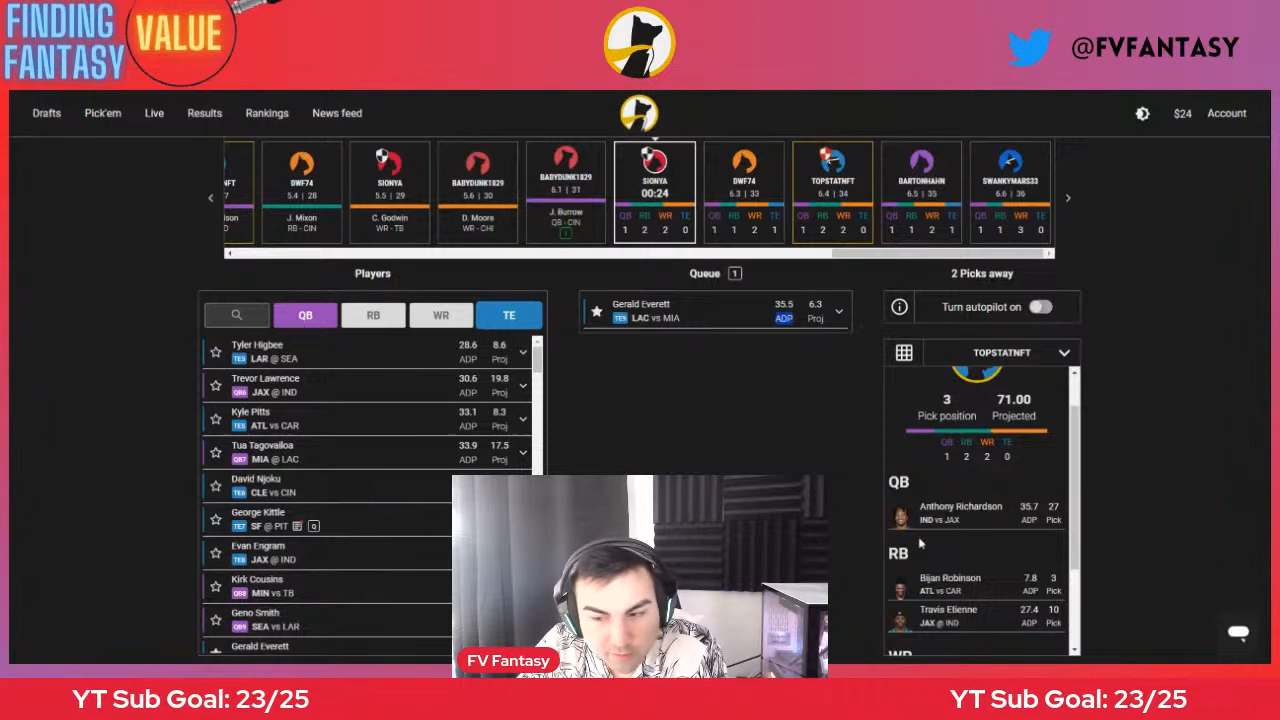 FINDING
FANTASY
VALUE
@FVFANTASY
Drafts Pick'em Live Results Rankings News feed
$24 Account
NFT
DWF74
5.4 | 28
J. Mixon
RB - CIN
SIONYA
5.5 | 29
C. Godwin
WR - TB
BABYDUNK1829
5.6 | 30
D. Moore
WR - CHI
BABYDUNK1829
6.1 | 31
J. Burrow
QB - CIN
SIONYA
00:24
QB RB WR TE
1 2 2 0
DWF74
6.3 | 33
QB RB WR TE
1 1 2 1
TOPSTATNFT
6.4 | 34
QB RB WR TE
1 2 2 0
BARTONHAHN
6.5 | 35
QB RB WR TE
1 1 2 1
SWANKYMARS33
6.6 | 36
QB RB WR TE
1 1 3 0
Players
QB RB WR TE
Tyler Higbee 28.6 8.6
LAR @ SEA ADP Proj
Trevor Lawrence 30.6 19.8
QB6 JAX @ IND ADP Proj
Kyle Pitts 33.1 8.3
TE5 ATL vs CAR ADP Proj
Tua Tagovailoa 33.9 17.5
QB7 MIA @ LAC ADP Proj
David Njoku
CLE vs CIN
George Kittle
TE7 SF @ PIT Q
Evan Engram
TE8 JAX @ IND
Kirk Cousins
QB8 MIN vs TB
Geno Smith
QB9 SEA vs LAR
Gerald Everett
Queue 1
Gerald Everett 35.5 6.3
TE9 LAC vs MIA ADP Proj
2 Picks away
Turn autopilot on
TOPSTATNFT
3 71.00
Pick position Projected
QB RB WR TE
1 2 2 0
QB
Anthony Richardson 35.7 27
IND vs JAX ADP Pick
RB
Bijan Robinson 7.8 3
ATL vs CAR ADP Pick
Travis Etienne 27.4 10
JAX @ IND ADP Pick
WR
FV Fantasy
YT Sub Goal: 23/25
YT Sub Goal: 23/25